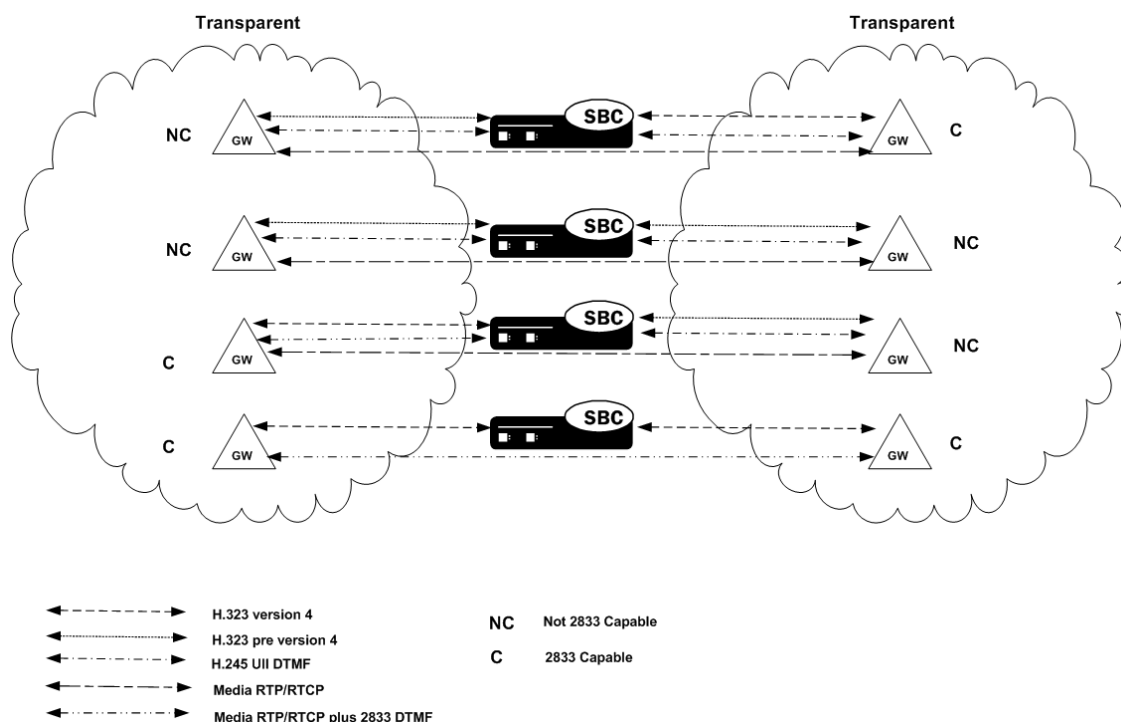 Transparent Transparent
NC GW SBC GW C
NC GW SBC GW NC
C GW SBC GW NC
C GW SBC GW C
H.323 version 4
H.323 pre version 4
H.245 UII DTMF
Media RTP/RTCP
Media RTP/RTCP plus 2833 DTMF
NC Not 2833 Capable
C 2833 Capable